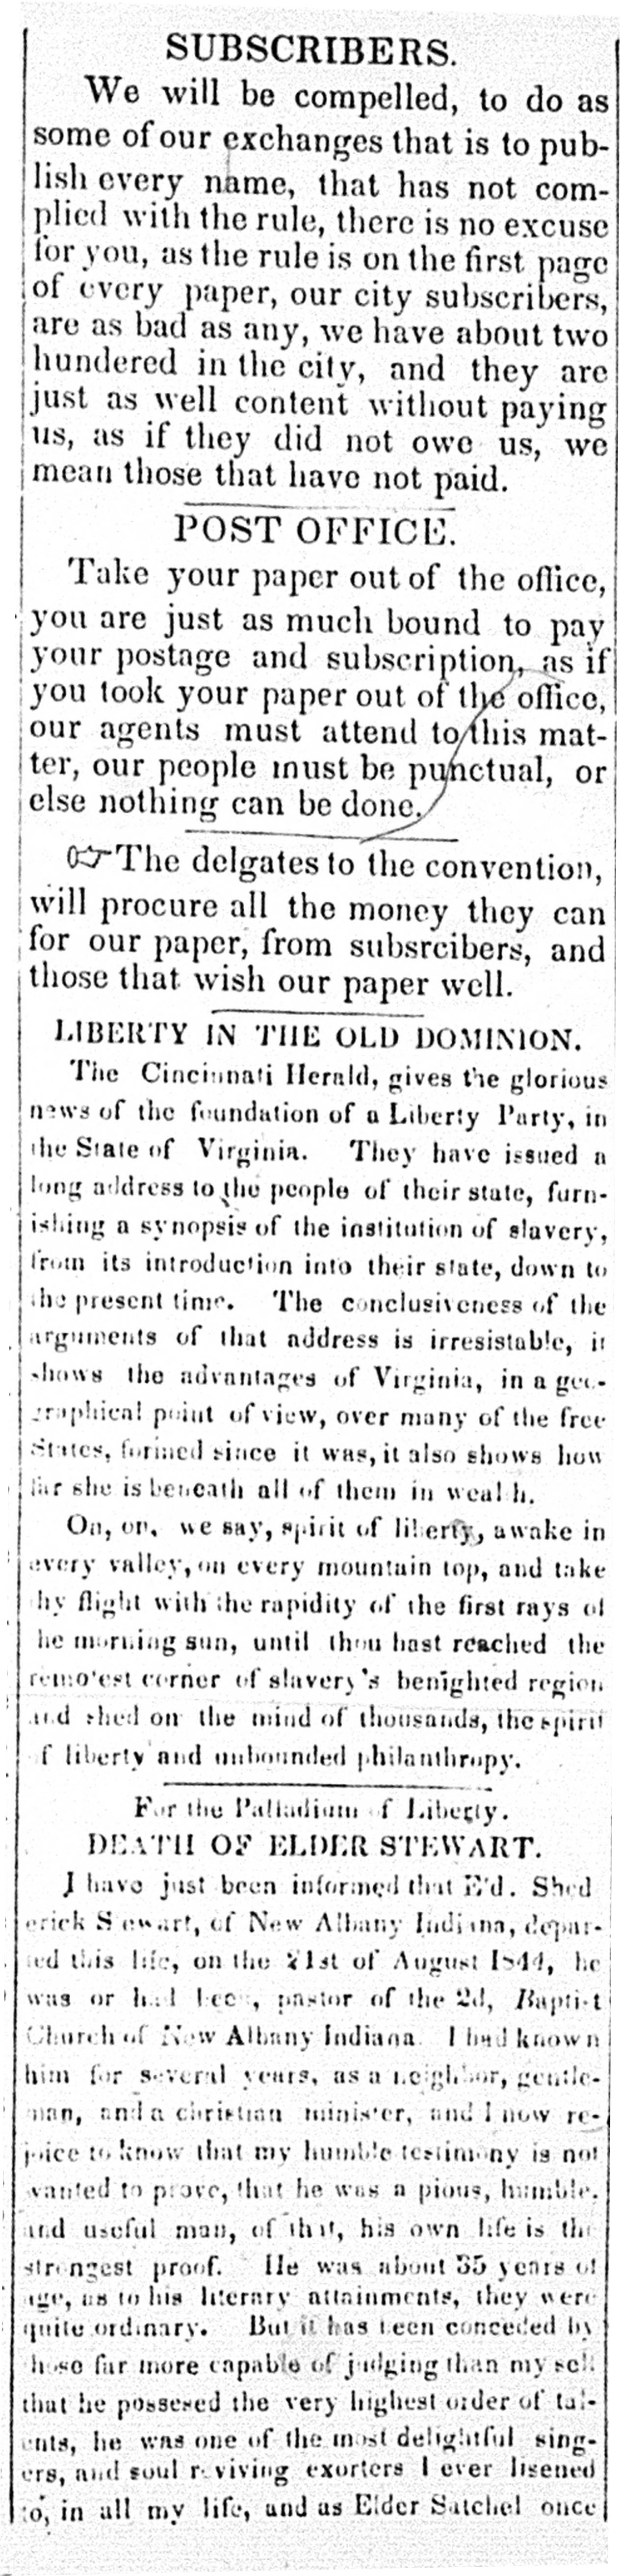 SUBSCRIBERS.
We will be compelled, to do as
some of our exchanges that is to pub-
lish every name, that has not com-
plied with the rule, there is no excuse
for you, as the rule is on the first page
of every paper, our city subscribers,
are as bad as any, we have about two
hundered in the city, and they are
just as well content without paying
us, as if they did not owe us, we
mean those that have not paid.
POST OFFICE.
Take your paper out of the office,
you are just as much bound to pay
your postage and subscription, as if
you took your paper out of the office,
our agents must attend to this mat-
ter, our people must be punctual, or
else nothing can be done.
☞The delgates to the convention,
will procure all the money they can
for our paper, from subsrcibers, and
those that wish our paper well.
LIBERTY IN THE OLD DOMINION.
The Cincinnati Herald, gives the glorious
news of the foundation of a Liberty Party, in
the State of Virginia. They have issued a
long address to the people of their state, furn-
ishing a synopsis of the institution of slavery,
from its introduction into their state, down to
the present time. The conclusiveness of the
arguments of that address is irresistable, it
shows the advantages of Virginia, in a geo-
graphical point of view, over many of the free
States, formed since it was, it also shows how
far she is beneath all of them in wealth.
On, on, we say, spirit of liberty, awake in
every valley, on every mountain top, and take
thy flight with the rapidity of the first rays of
the morning sun, until thou hast reached the
remotest corner of slavery's benighted region
and shed on the mind of thousands, the spirit
of liberty and unbounded philanthropy.
For the Palladium of Liberty.
DEATH OF ELDER STEWART.
I have just been informed that E'd. Shed
erick Stewart, of New Albany Indiana, depar-
ted this life, on the 21st of August 1844, he
was or had been, pastor of the 2d, Baptist
Church of New Albany Indiana. I had known
him for several years, as a neighbor, gentle-
man, and a christian minister, and I now re-
joice to know that my humble testimony is not
wanted to prove, that he was a pious, humble,
and useful man, of that, his own life is the
strongest proof. He was about 35 years of
age, as to his literary attainments, they were
quite ordinary. But it has been conceded by
those far more capable of judging than myself
that he possesed the very highest order of tal-
ents, he was one of the most delightful sing-
ers, and soul reviving exorters I ever lisened
to, in all my life, and as Elder Satchel once